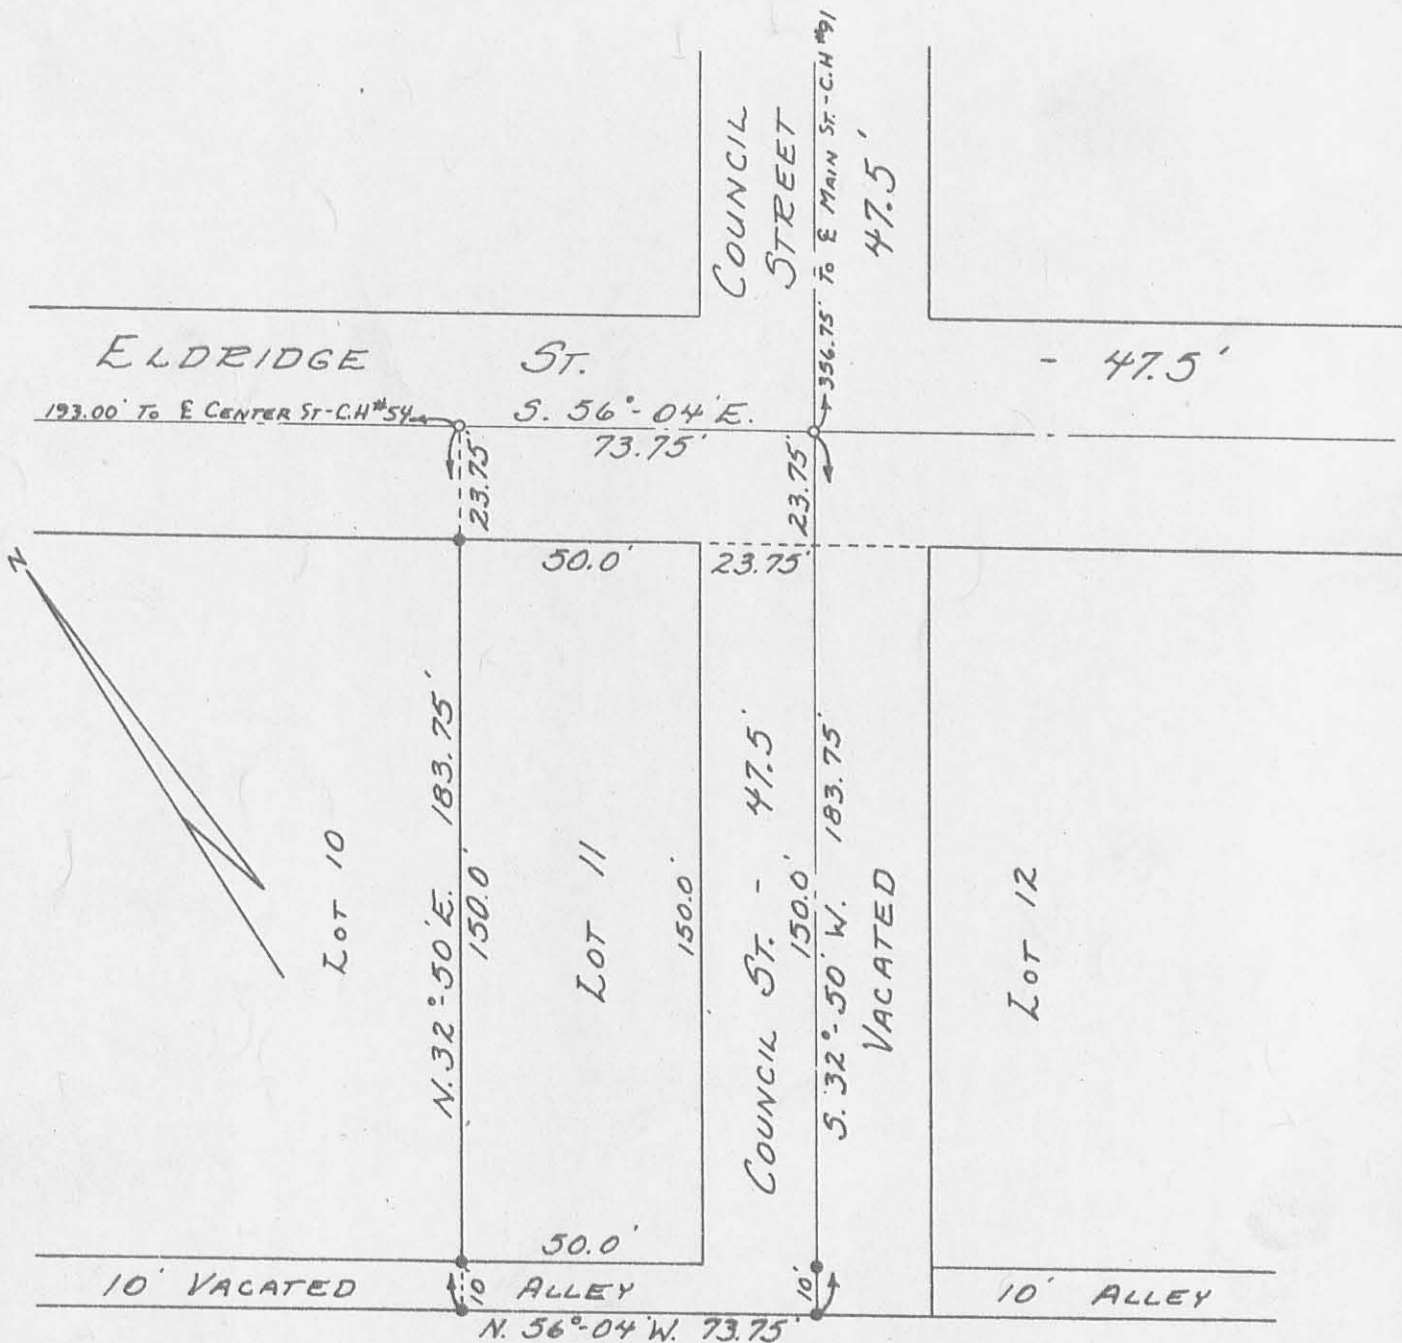 COUNCIL
STREET
356.75' To ℄ MAIN ST.-C.H #91
47.5'
ELDRIDGE ST. - 47.5'
193.00' To ℄ CENTER ST-C.H#54
S. 56°-04'E.
73.75'
23.75'
23.75'
50.0'
23.75'
N
LOT 10
N. 32°-50'E. 183.75'
150.0'
LOT 11
150.0'
COUNCIL ST. - 47.5'
150.0'
S. 32°-50' W. 183.75'
VACATED
LOT 12
50.0'
10' VACATED
10'
ALLEY
10'
10' ALLEY
N. 56°-04'W. 73.75'